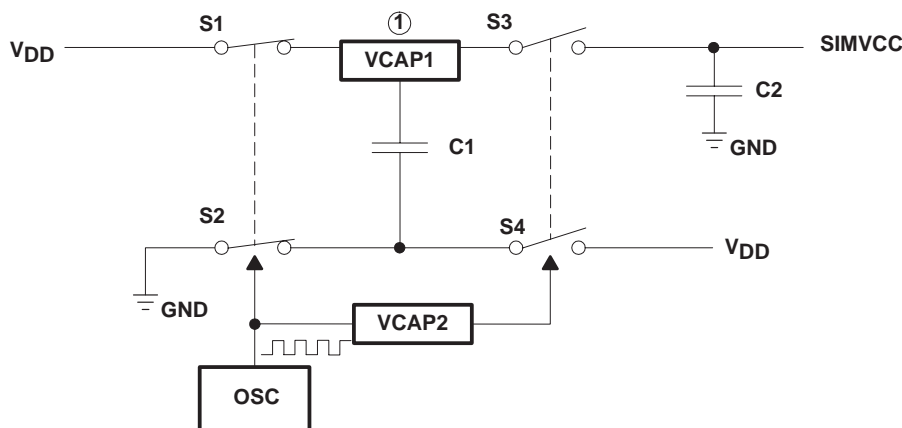 S1
①
S3
VDD
VCAP1
SIMVCC
C2
C1
GND
S2
S4
VDD
GND
VCAP2
OSC